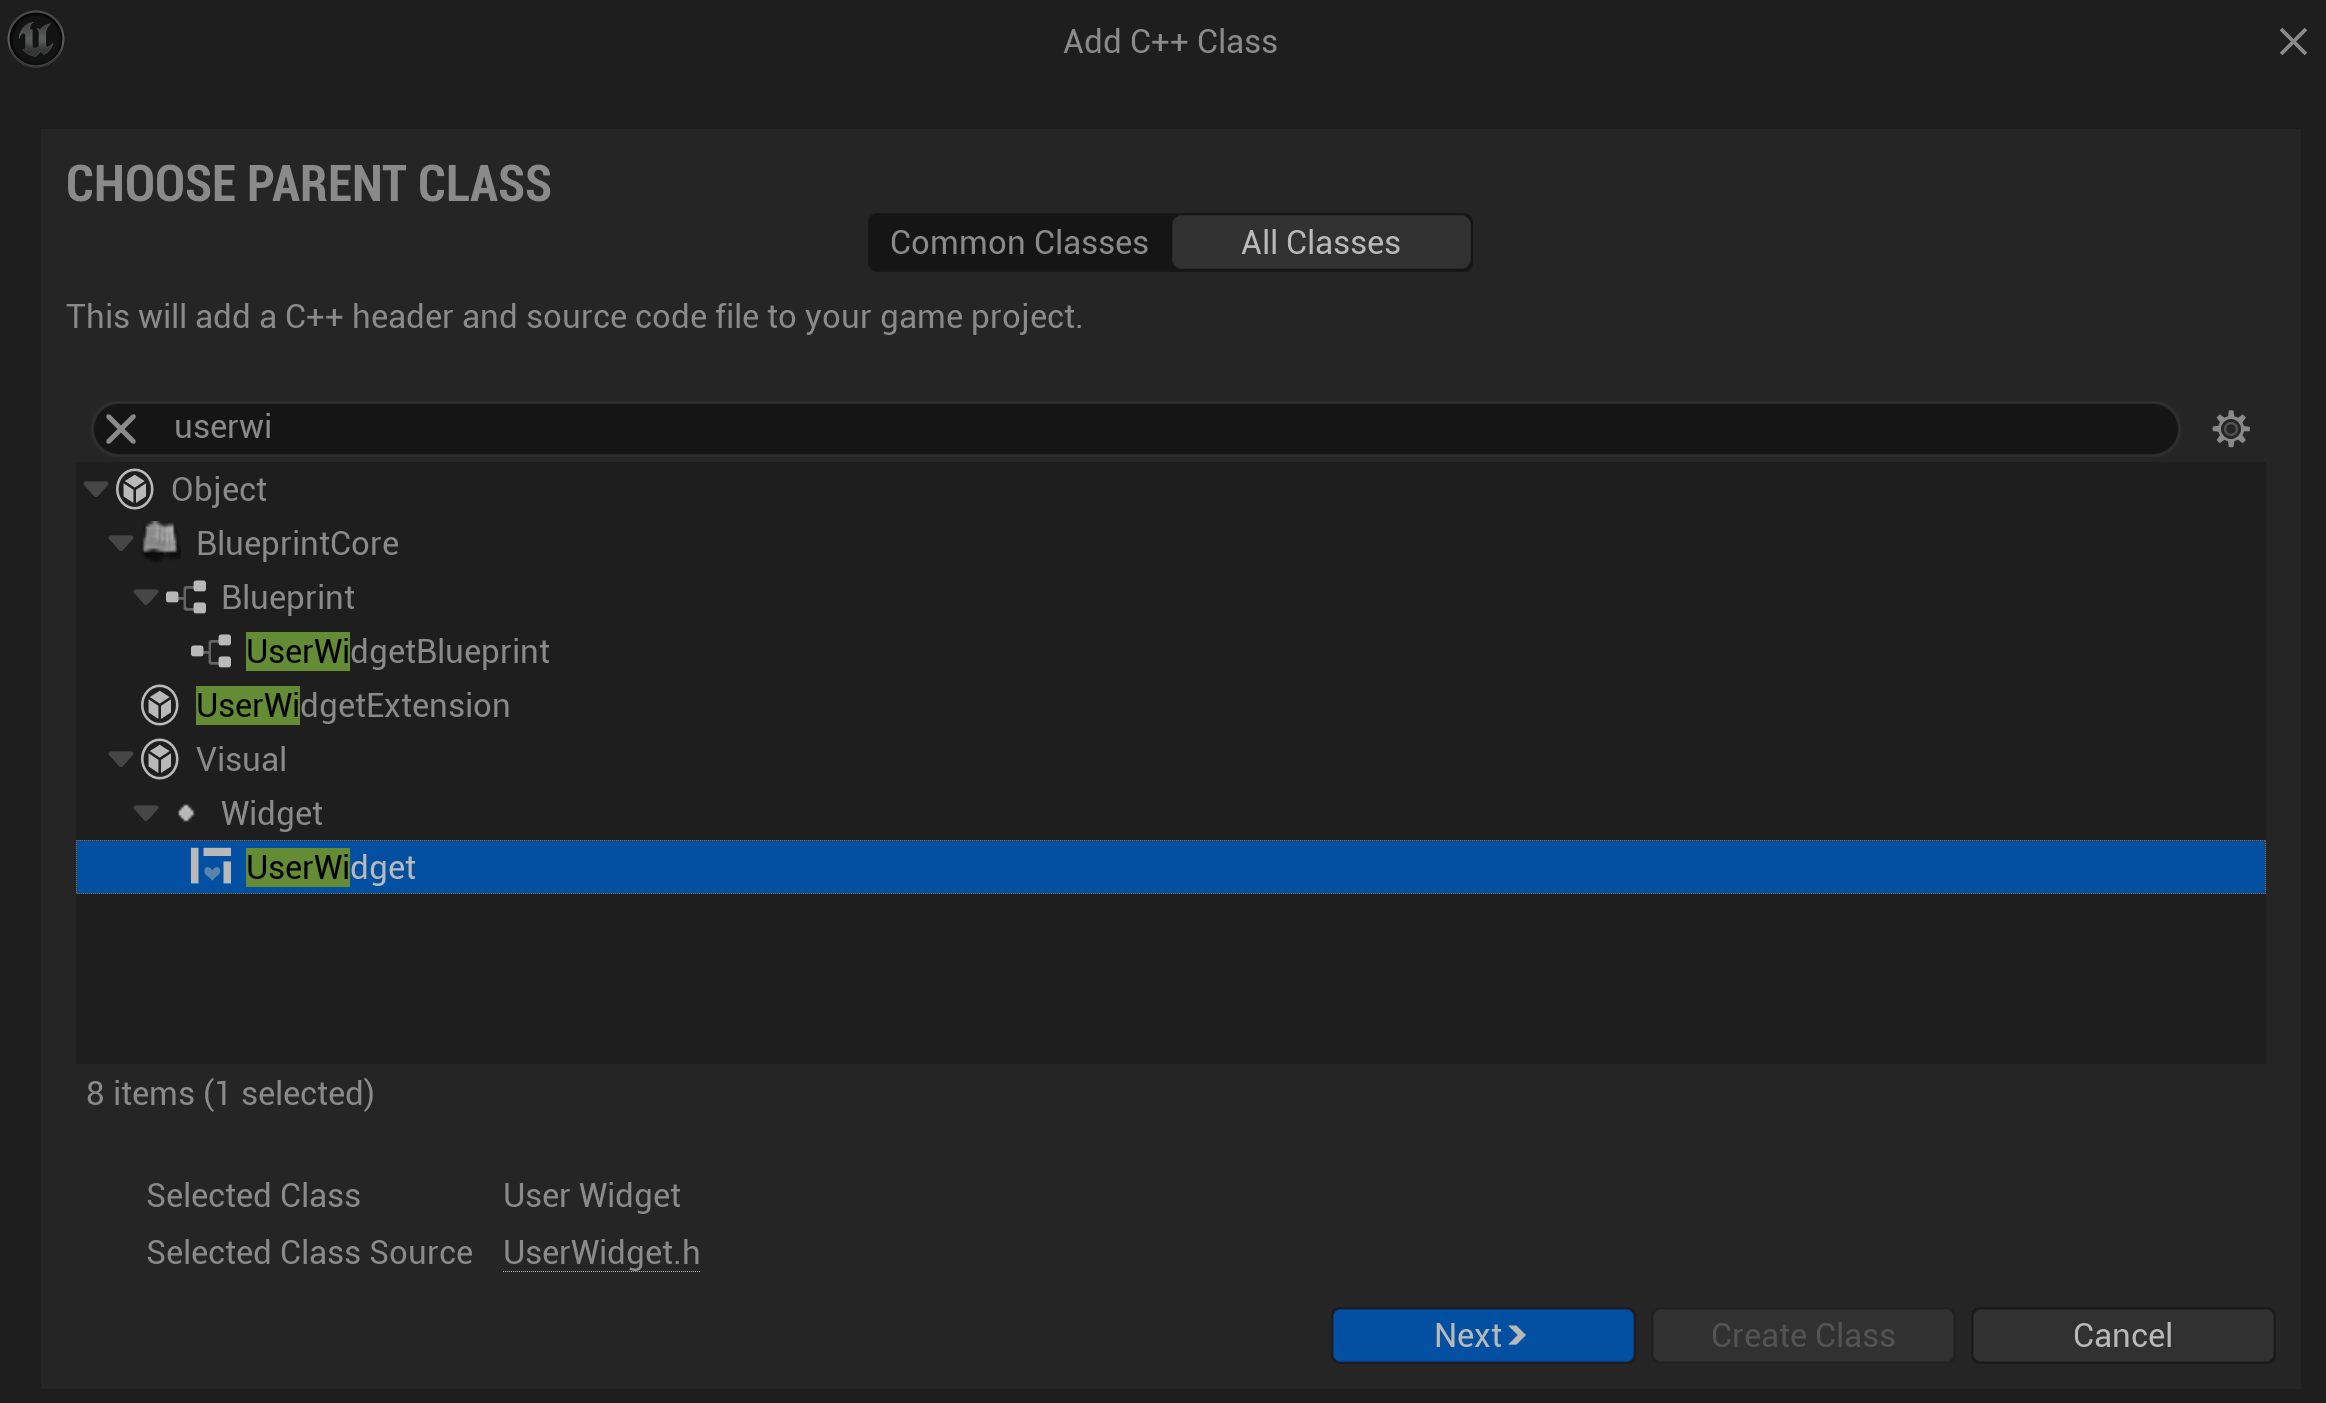 Add C++ Class
CHOOSE PARENT CLASS
Common Classes All Classes
This will add a C++ header and source code file to your game project.
userwi
Object
BlueprintCore
Blueprint
UserWidgetBlueprint
UserWidgetExtension
Visual
Widget
UserWidget
8 items (1 selected)
Selected Class User Widget
Selected Class Source UserWidget.h
Next Create Class Cancel